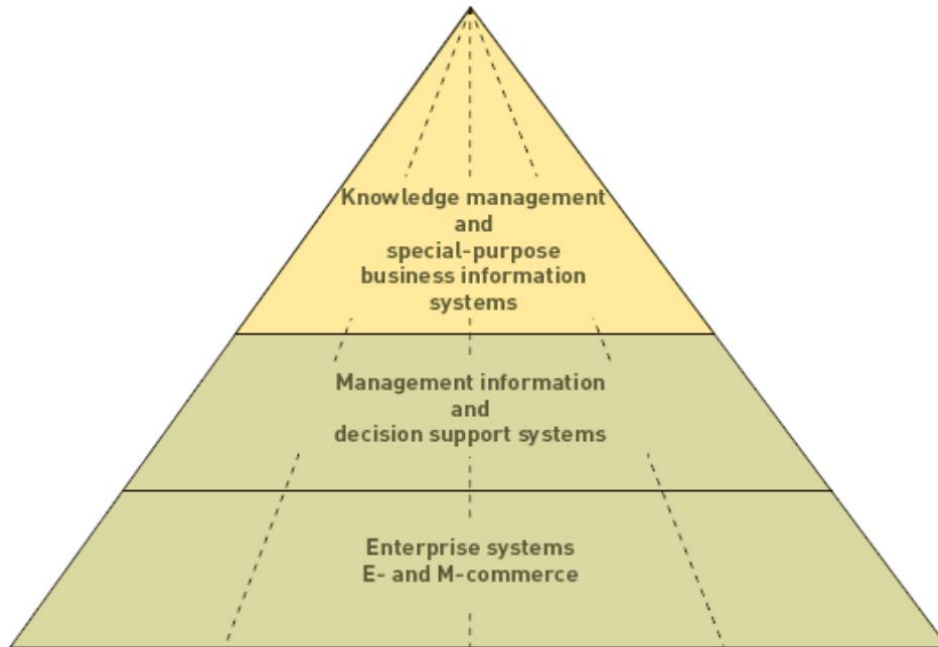 Knowledge management
and
special-purpose
business information
systems
Management information
and
decision support systems
Enterprise systems
E- and M-commerce